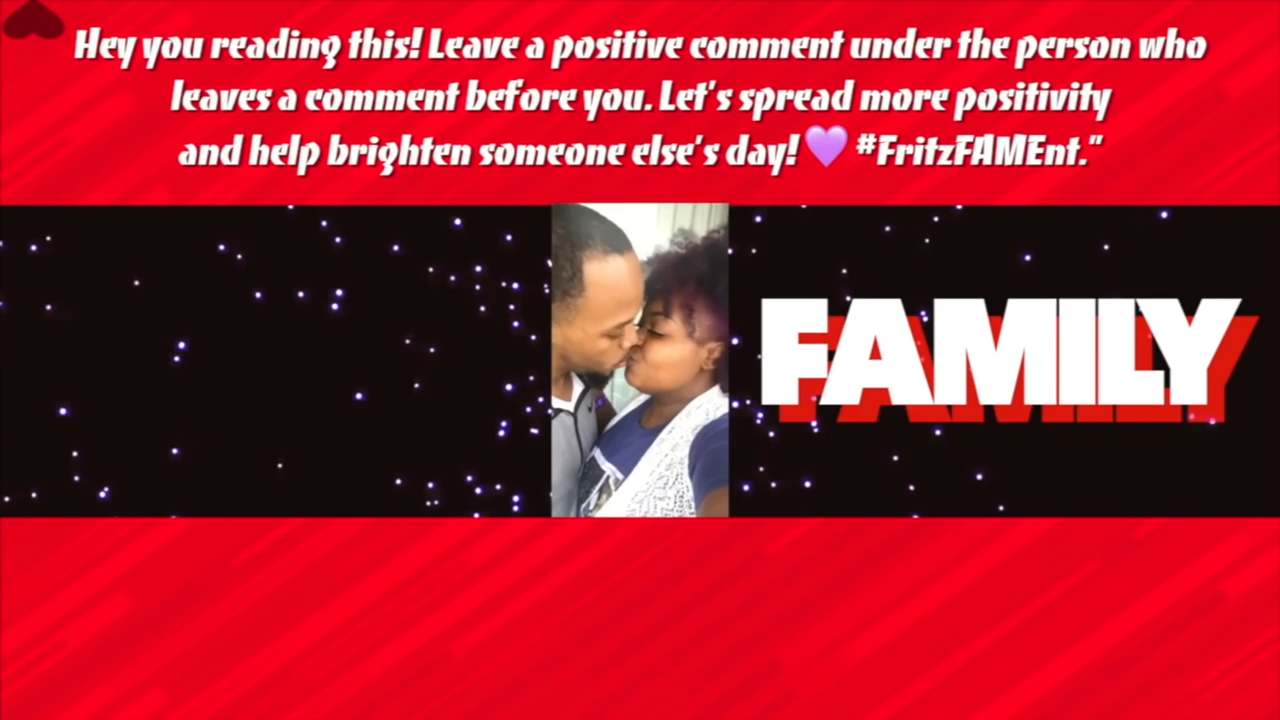 Hey you reading this! Leave a positive comment under the person who
leaves a comment before you. Let's spread more positivity
and help brighten someone else's day! 💜 #FritzFAMEnt."
FAMILY